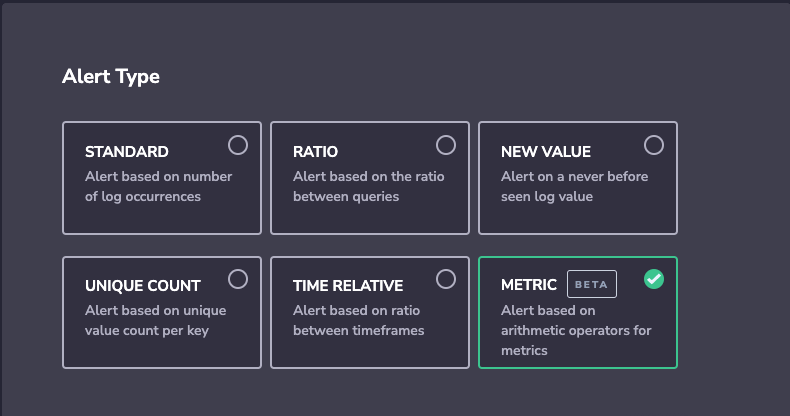 Alert Type
STANDARD
Alert based on number
of log occurrences
RATIO
Alert based on the ratio
between queries
NEW VALUE
Alert on a never before
seen log value
UNIQUE COUNT
Alert based on unique
value count per key
TIME RELATIVE
Alert based on ratio
between timeframes
METRIC BETA
Alert based on
arithmetic operators for
metrics